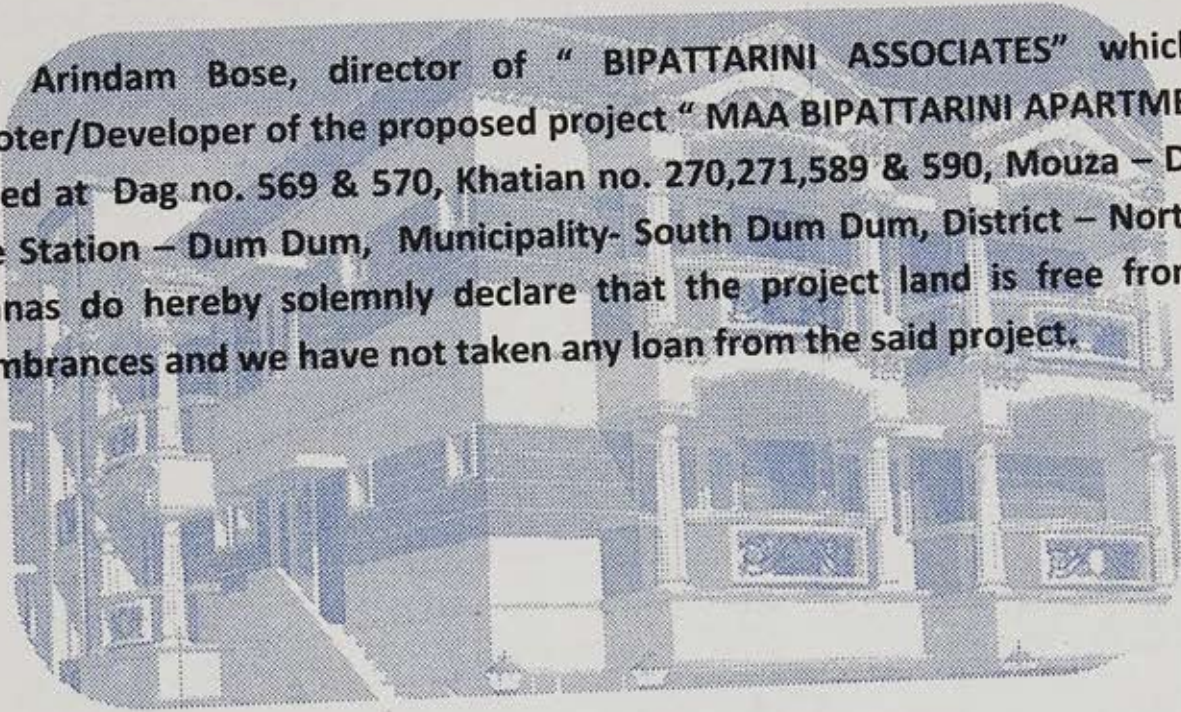 Arindam Bose, director of " BIPATTARINI ASSOCIATES" which
oter/Developer of the proposed project " MAA BIPATTARINI APARTME
ed at Dag no. 569 & 570, Khatian no. 270,271,589 & 590, Mouza – D
e Station – Dum Dum, Municipality- South Dum Dum, District – Nort
nas do hereby solemnly declare that the project land is free from
mbrances and we have not taken any loan from the said project.